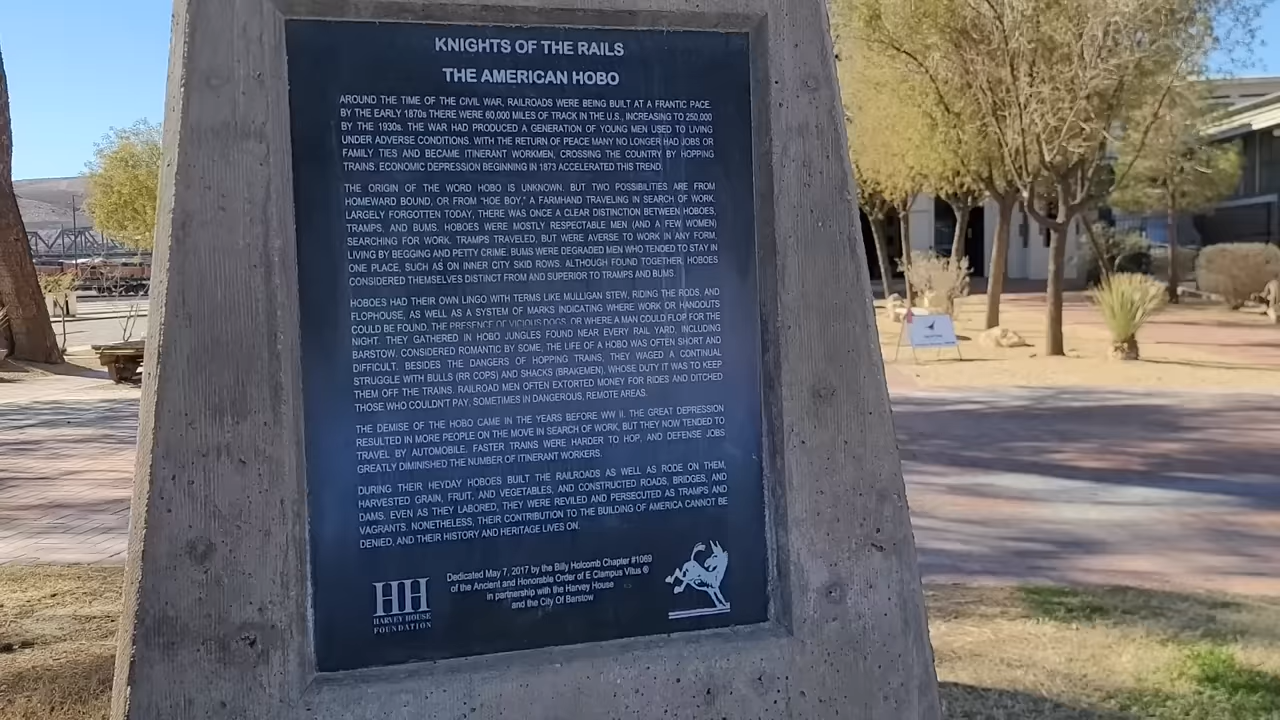 KNIGHTS OF THE RAILS
THE AMERICAN HOBO
AROUND THE TIME OF THE CIVIL WAR, RAILROADS WERE BEING BUILT AT A FRANTIC PACE.
BY THE EARLY 1870s THERE WERE 60,000 MILES OF TRACK IN THE U.S., INCREASING TO 250,000
BY THE 1930s. THE WAR HAD PRODUCED A GENERATION OF YOUNG MEN USED TO LIVING
UNDER ADVERSE CONDITIONS. WITH THE RETURN OF PEACE MANY NO LONGER HAD JOBS OR
FAMILY TIES AND BECAME ITINERANT WORKMEN, CROSSING THE COUNTRY BY HOPPING
TRAINS. ECONOMIC DEPRESSION BEGINNING IN 1873 ACCELERATED THIS TREND.
THE ORIGIN OF THE WORD HOBO IS UNKNOWN. BUT TWO POSSIBILITIES ARE FROM
HOMEWARD BOUND, OR FROM "HOE BOY," A FARMHAND TRAVELING IN SEARCH OF WORK.
LARGELY FORGOTTEN TODAY, THERE WAS ONCE A CLEAR DISTINCTION BETWEEN HOBOES,
TRAMPS, AND BUMS. HOBOES WERE MOSTLY RESPECTABLE MEN (AND A FEW WOMEN)
SEARCHING FOR WORK. TRAMPS TRAVELED, BUT WERE AVERSE TO WORK IN ANY FORM,
LIVING BY BEGGING AND PETTY CRIME. BUMS WERE DEGRADED MEN WHO TENDED TO STAY IN
ONE PLACE, SUCH AS ON INNER CITY SKID ROWS. ALTHOUGH FOUND TOGETHER, HOBOES
CONSIDERED THEMSELVES DISTINCT FROM AND SUPERIOR TO TRAMPS AND BUMS.
HOBOES HAD THEIR OWN LINGO WITH TERMS LIKE MULLIGAN STEW, RIDING THE RODS, AND
FLOPHOUSE, AS WELL AS A SYSTEM OF MARKS INDICATING WHERE WORK OR HANDOUTS
COULD BE FOUND, THE PRESENCE OF VICIOUS DOGS, OR WHERE A MAN COULD FLOP FOR THE
NIGHT. THEY GATHERED IN HOBO JUNGLES FOUND NEAR EVERY RAIL YARD, INCLUDING
BARSTOW. CONSIDERED ROMANTIC BY SOME, THE LIFE OF A HOBO WAS OFTEN SHORT AND
DIFFICULT. BESIDES THE DANGERS OF HOPPING TRAINS, THEY WAGED A CONTINUAL
STRUGGLE WITH BULLS (RR COPS) AND SHACKS (BRAKEMEN), WHOSE DUTY IT WAS TO KEEP
THEM OFF THE TRAINS. RAILROAD MEN OFTEN EXTORTED MONEY FOR RIDES AND DITCHED
THOSE WHO COULDN'T PAY, SOMETIMES IN DANGEROUS, REMOTE AREAS.
THE DEMISE OF THE HOBO CAME IN THE YEARS BEFORE WW II. THE GREAT DEPRESSION
RESULTED IN MORE PEOPLE ON THE MOVE IN SEARCH OF WORK, BUT THEY NOW TENDED TO
TRAVEL BY AUTOMOBILE. FASTER TRAINS WERE HARDER TO HOP, AND DEFENSE JOBS
GREATLY DIMINISHED THE NUMBER OF ITINERANT WORKERS.
DURING THEIR HEYDAY HOBOES BUILT THE RAILROADS AS WELL AS RODE ON THEM,
HARVESTED GRAIN, FRUIT, AND VEGETABLES, AND CONSTRUCTED ROADS, BRIDGES, AND
DAMS. EVEN AS THEY LABORED, THEY WERE REVILED AND PERSECUTED AS TRAMPS AND
VAGRANTS. NONETHELESS, THEIR CONTRIBUTION TO THE BUILDING OF AMERICA CANNOT BE
DENIED, AND THEIR HISTORY AND HERITAGE LIVES ON.
Dedicated May 7, 2017 by the Billy Holcomb Chapter #1069
of the Ancient and Honorable Order of E Clampus Vitus ®
in partnership with the Harvey House
and the City Of Barstow
HH
HARVEY HOUSE
FOUNDATION